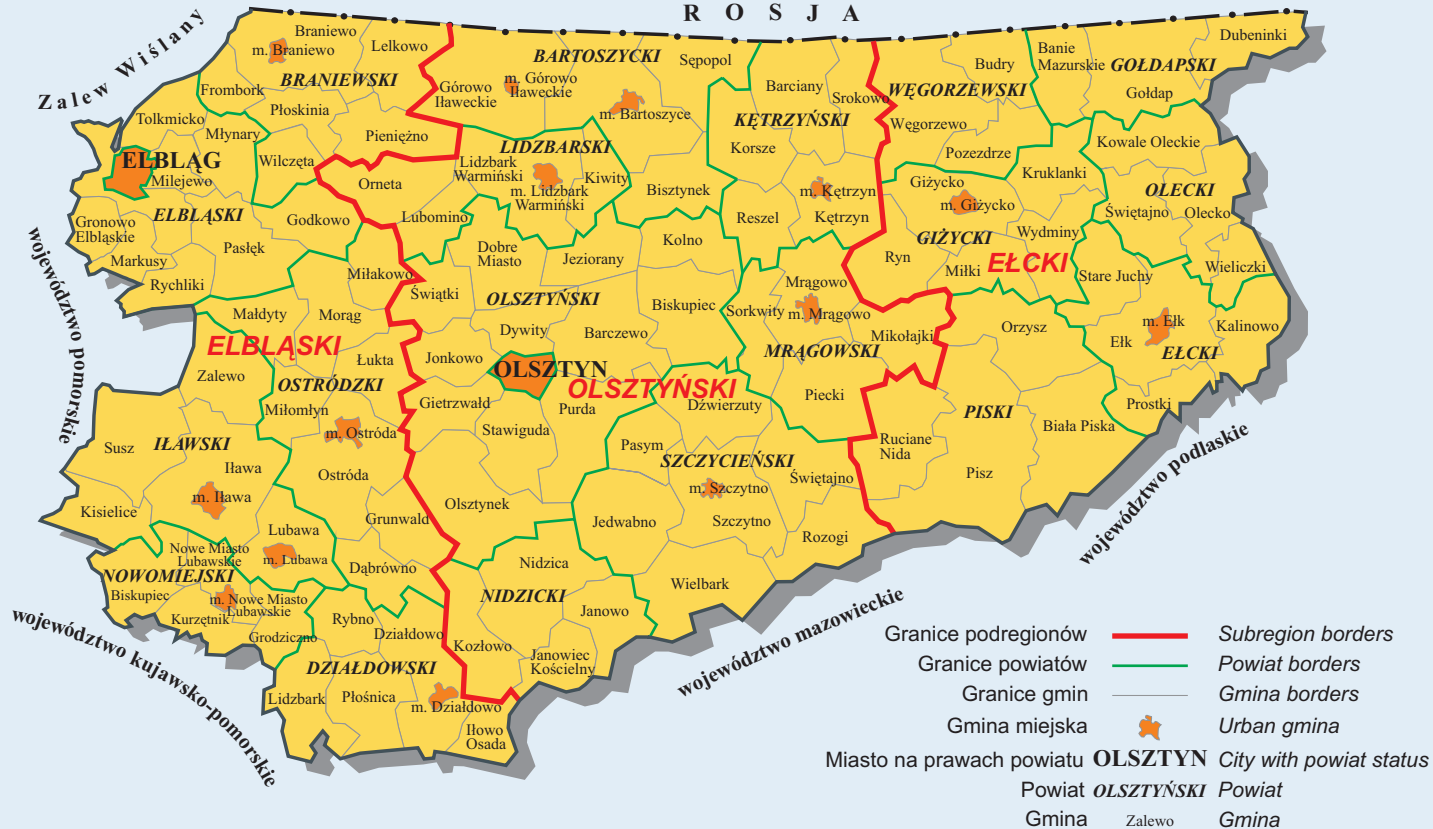 R O S J A
Zalew Wiślany
Braniewo
m. Braniewo
Lelkowo
BRANIEWSKI
Frombork
Płoskinia
Pieniężno
Wilczęta
Tolkmicko
Młynary
ELBLĄG
Milejewo
ELBLĄSKI
Godkowo
Gronowo
Elbląskie
Pasłęk
Markusy
Rychliki
BARTOSZYCKI
Sępopol
Górowo
Iławeckie
m. Górowo
Iławeckie
m. Bartoszyce
Bisztynek
LIDZBARSKI
Lidzbark
Warmiński
m. Lidzbark
Warmiński
Kiwity
Orneta
Lubomino
Barciany
Srokowo
KĘTRZYŃSKI
Korsze
m. Kętrzyn
Kętrzyn
Reszel
WĘGORZEWSKI
Budry
Węgorzewo
Pozezdrze
Banie
Mazurskie
GOŁDAPSKI
Dubeninki
Gołdap
Kowale Oleckie
OLECKI
Świętajno
Olecko
Wieliczki
Giżycko
m. Giżycko
Kruklanki
GIŻYCKI
Wydminy
Ryn
Miłki
EŁCKI
Stare Juchy
m. Ełk
Ełk
Kalinowo
EŁCKI
Prostki
Orzysz
PISKI
Biała Piska
Ruciane
Nida
Pisz
Dobre
Miasto
Jeziorany
Kolno
Świątki
OLSZTYŃSKI
Biskupiec
Dywity
Barczewo
Jonkowo
OLSZTYN
OLSZTYŃSKI
Gietrzwałd
Purda
Stawiguda
Olsztynek
Mrągowo
Sorkwity
m. Mrągowo
Mikołajki
MRĄGOWSKI
Piecki
Dźwierzuty
Pasym
SZCZYCIEŃSKI
m. Szczytno
Świętajno
Jedwabno
Szczytno
Rozogi
Wielbark
Miłakowo
Małdyty
Morąg
ELBLĄSKI
Łukta
OSTRÓDZKI
Miłomłyn
m. Ostróda
Ostróda
Grunwald
Dąbrówno
Zalewo
Susz
IŁAWSKI
Iława
m. Iława
Kisielice
Lubawa
m. Lubawa
Nowe Miasto
Lubawskie
NOWOMIEJSKI
Biskupiec
m. Nowe Miasto
Lubawskie
Kurzętnik
Grodziczno
Rybno
Działdowo
DZIAŁDOWSKI
Lidzbark
Płośnica
m. Działdowo
Iłowo
Osada
Nidzica
NIDZICKI
Janowo
Kozłowo
Janowiec
Kościelny
województwo pomorskie
województwo kujawsko-pomorskie
województwo mazowieckie
województwo podlaskie
Granice podregionów Subregion borders
Granice powiatów Powiat borders
Granice gmin Gmina borders
Gmina miejska Urban gmina
Miasto na prawach powiatu OLSZTYN City with powiat status
Powiat OLSZTYŃSKI Powiat
Gmina Zalewo Gmina